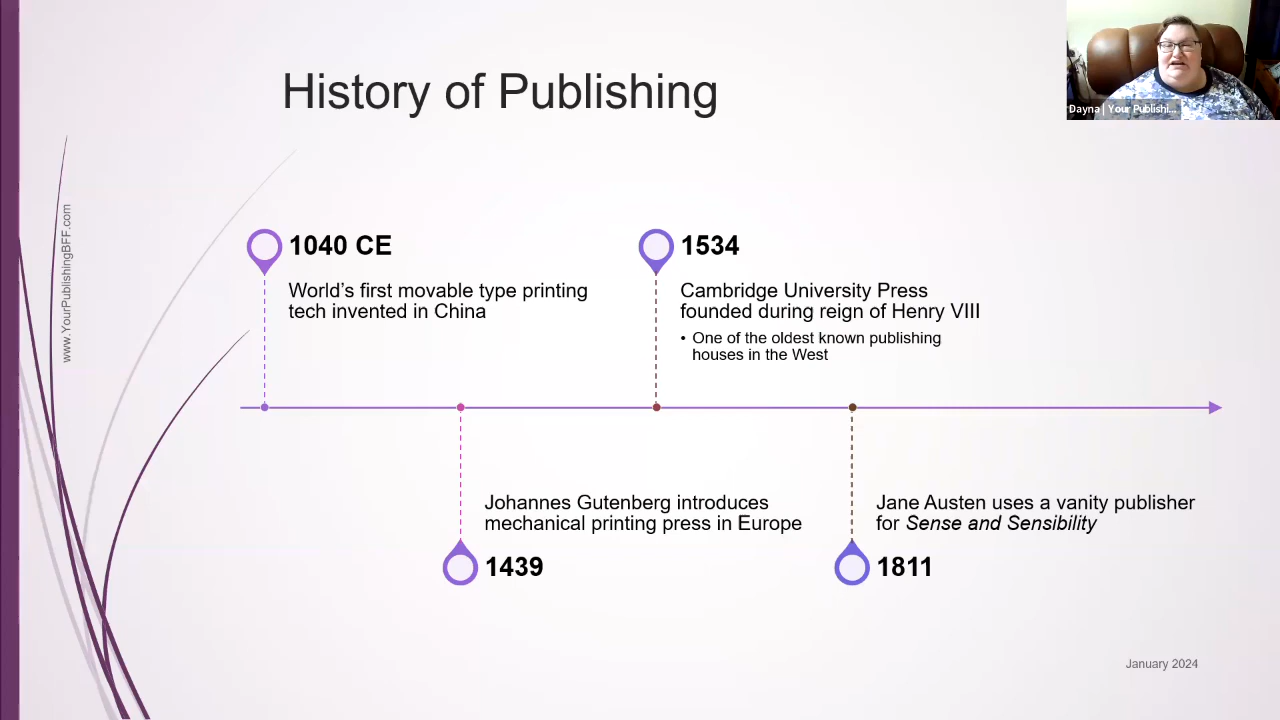 History of Publishing
Dayna | Your Publishi...
www.YourPublishingBFF.com
1040 CE
World’s first movable type printing
tech invented in China
1534
Cambridge University Press
founded during reign of Henry VIII
• One of the oldest known publishing
houses in the West
Johannes Gutenberg introduces
mechanical printing press in Europe
1439
Jane Austen uses a vanity publisher
for Sense and Sensibility
1811
January 2024